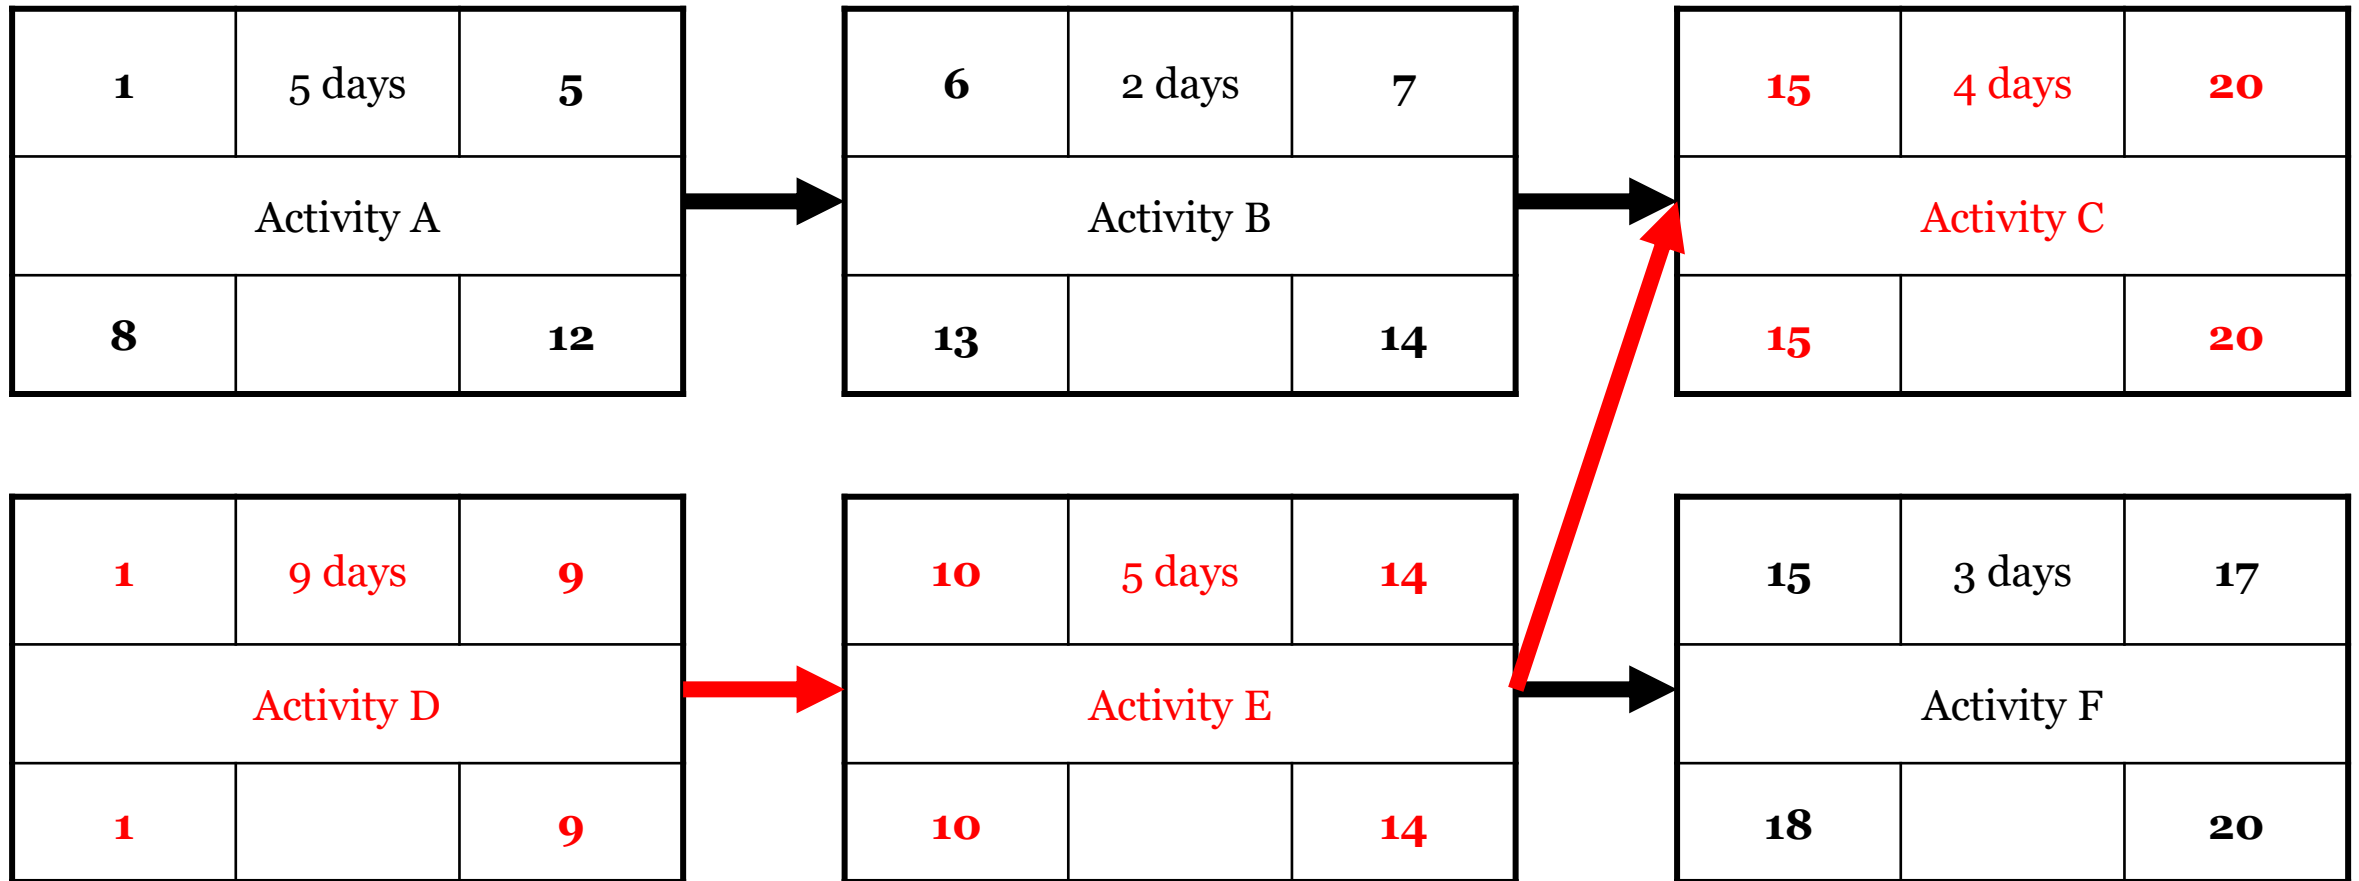 1 5 days 5
Activity A
8 12
6 2 days 7
Activity B
13 14
15 4 days 20
Activity C
15 20
1 9 days 9
Activity D
1 9
10 5 days 14
Activity E
10 14
15 3 days 17
Activity F
18 20